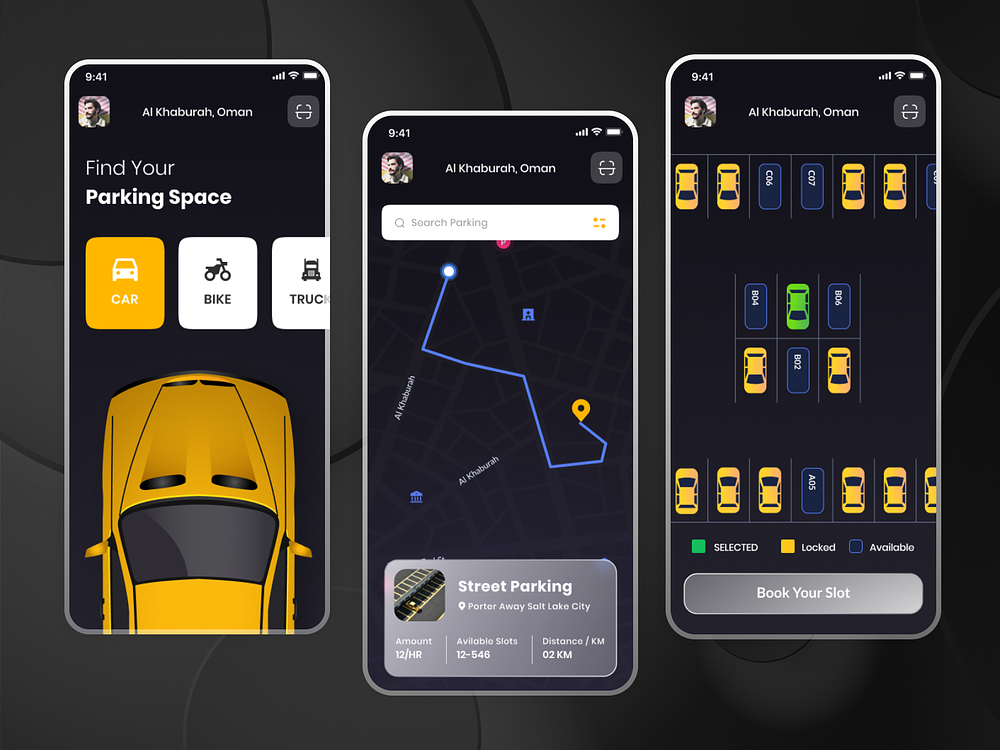 9:41
Al Khaburah, Oman
Find Your
Parking Space
CAR
BIKE
TRUCK
9:41
Al Khaburah, Oman
Search Parking
P
Al Khaburah
Al Khaburah
Street Parking
Porter Away Salt Lake City
Amount
12/HR
Avilable Slots
12-546
Distance / KM
02 KM
9:41
Al Khaburah, Oman
C06
C07
B04
B06
B02
A05
SELECTED
Locked
Available
Book Your Slot